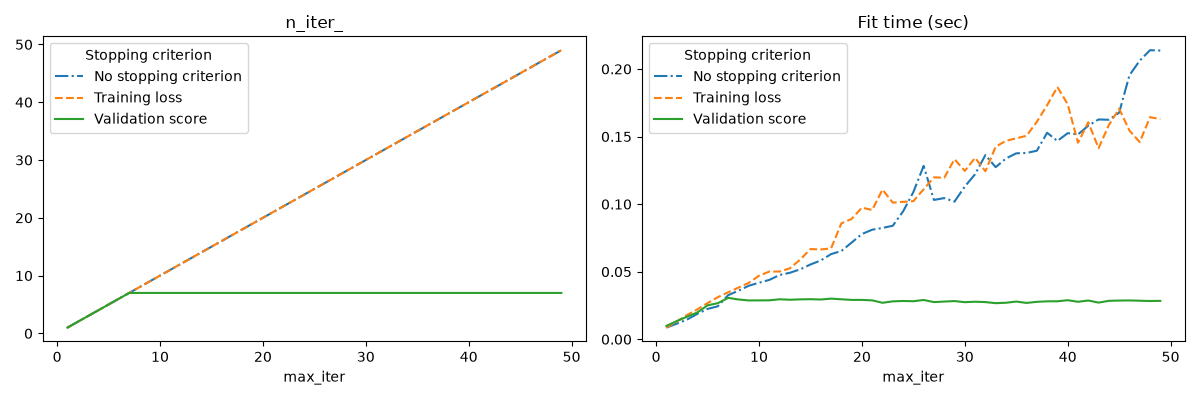 n_iter_
Stopping criterion
No stopping criterion
Training loss
Validation score
50
40
30
20
10
0
0 10 20 30 40 50
max_iter
Fit time (sec)
Stopping criterion
No stopping criterion
Training loss
Validation score
0.20
0.15
0.10
0.05
0.00
0 10 20 30 40 50
max_iter